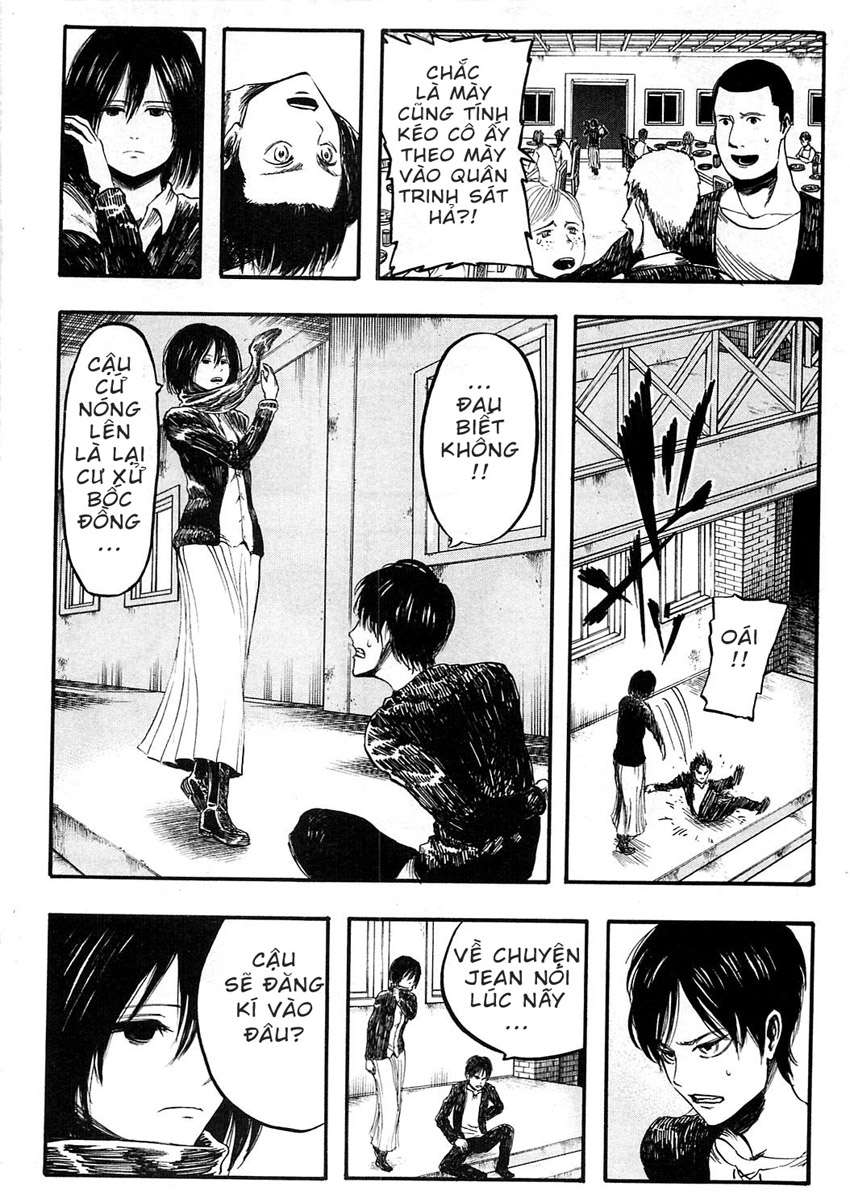 CHẮC
LÀ MÀY
CŨNG TÍNH
KÉO CÔ ẤY
THEO MÀY
VÀO QUÂN
TRINH SÁT
HẢ?!
OÁI
!!
...
ĐAU
BIẾT
KHÔNG
!!
CẬU
CỨ
NÓNG
LÊN
LÀ LẠI
CƯ XỬ
BỐC
ĐỒNG
...
VỀ CHUYỆN
JEAN NÓI
LÚC NÃY
...
CẬU
SẼ ĐĂNG
KÍ VÀO
ĐÂU?